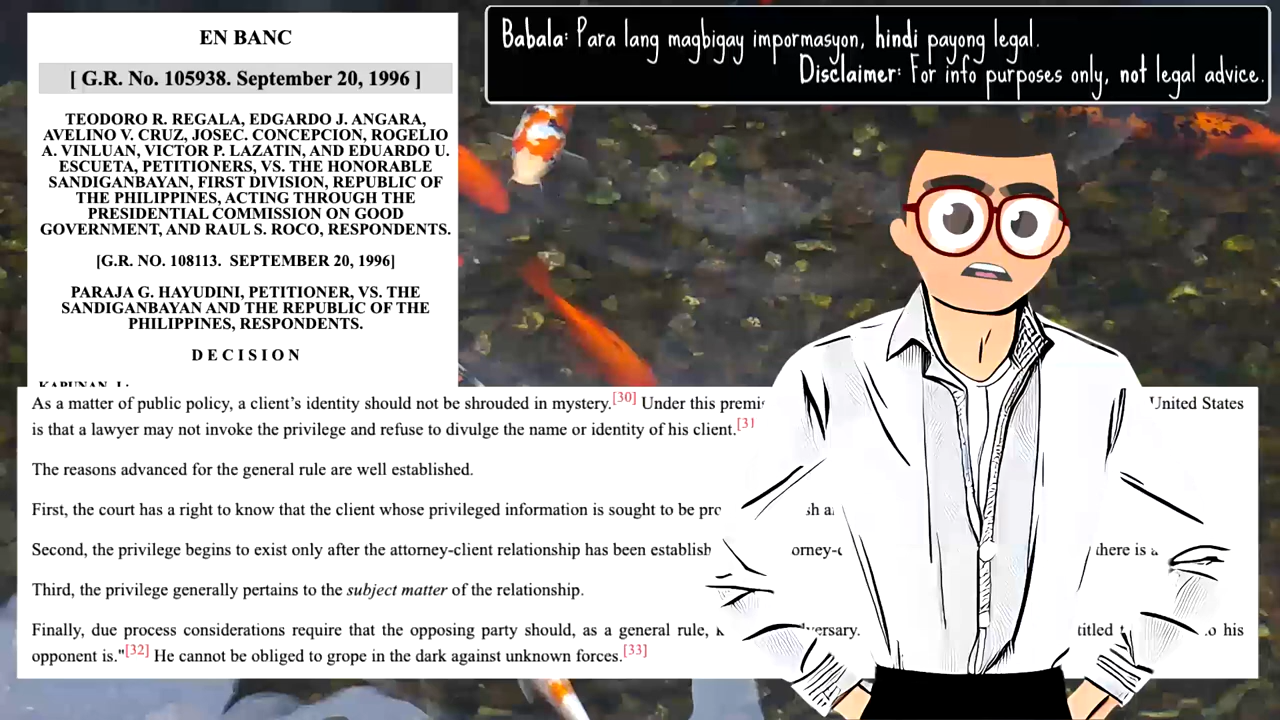 EN BANC
[ G.R. No. 105938. September 20, 1996 ]
TEODORO R. REGALA, EDGARDO J. ANGARA,
AVELINO V. CRUZ, JOSEC. CONCEPCION, ROGELIO
A. VINLUAN, VICTOR P. LAZATIN, AND EDUARDO U.
ESCUETA, PETITIONERS, VS. THE HONORABLE
SANDIGANBAYAN, FIRST DIVISION, REPUBLIC OF
THE PHILIPPINES, ACTING THROUGH THE
PRESIDENTIAL COMMISSION ON GOOD
GOVERNMENT, AND RAUL S. ROCO, RESPONDENTS.
[G.R. NO. 108113. SEPTEMBER 20, 1996]
PARAJA G. HAYUDINI, PETITIONER, VS. THE
SANDIGANBAYAN AND THE REPUBLIC OF THE
PHILIPPINES, RESPONDENTS.
D E C I S I O N
Babala: Para lang magbigay impormasyon, hindi payong legal.
Disclaimer: For info purposes only, not legal advice.
As a matter of public policy, a client's identity should not be shrouded in mystery.[30] Under this United States
is that a lawyer may not invoke the privilege and refuse to divulge the name or identity of his client.
The reasons advanced for the general rule are well established.
First, the court has a right to know that the client whose privileged information is sought to be
Second, the privilege begins to exist only after the attorney-client relationship has been there is a
Third, the privilege generally pertains to the subject matter of the relationship.
Finally, due process considerations require that the opposing party should, as a general rule, his
opponent is."[32] He cannot be obliged to grope in the dark against unknown forces.[33]